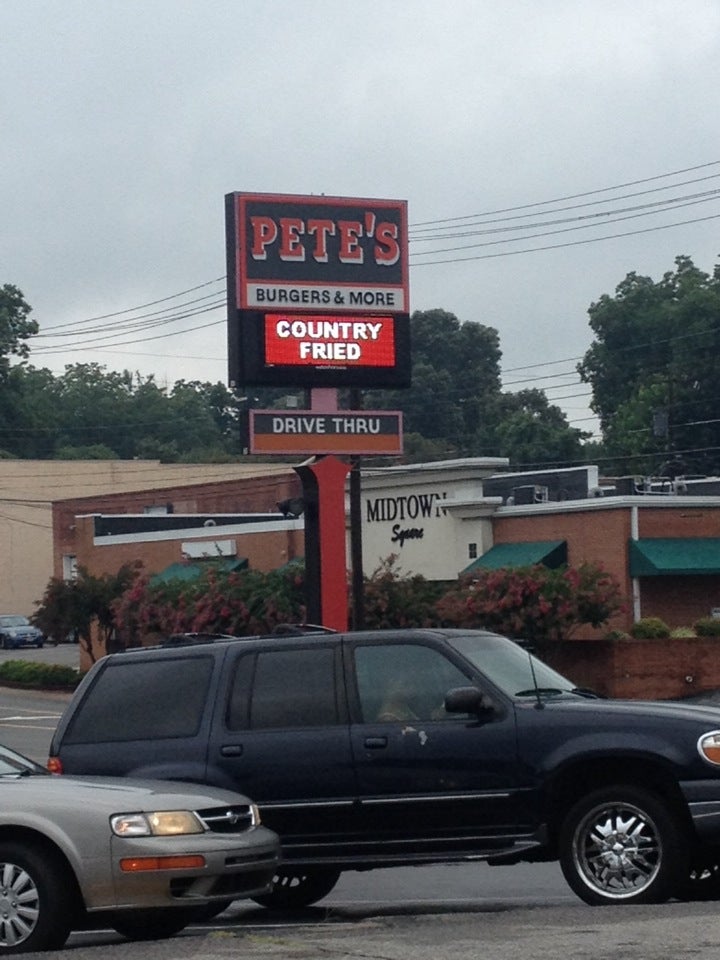 PETE'S
BURGERS & MORE
COUNTRY
FRIED
DRIVE THRU
MIDTOWN
Square